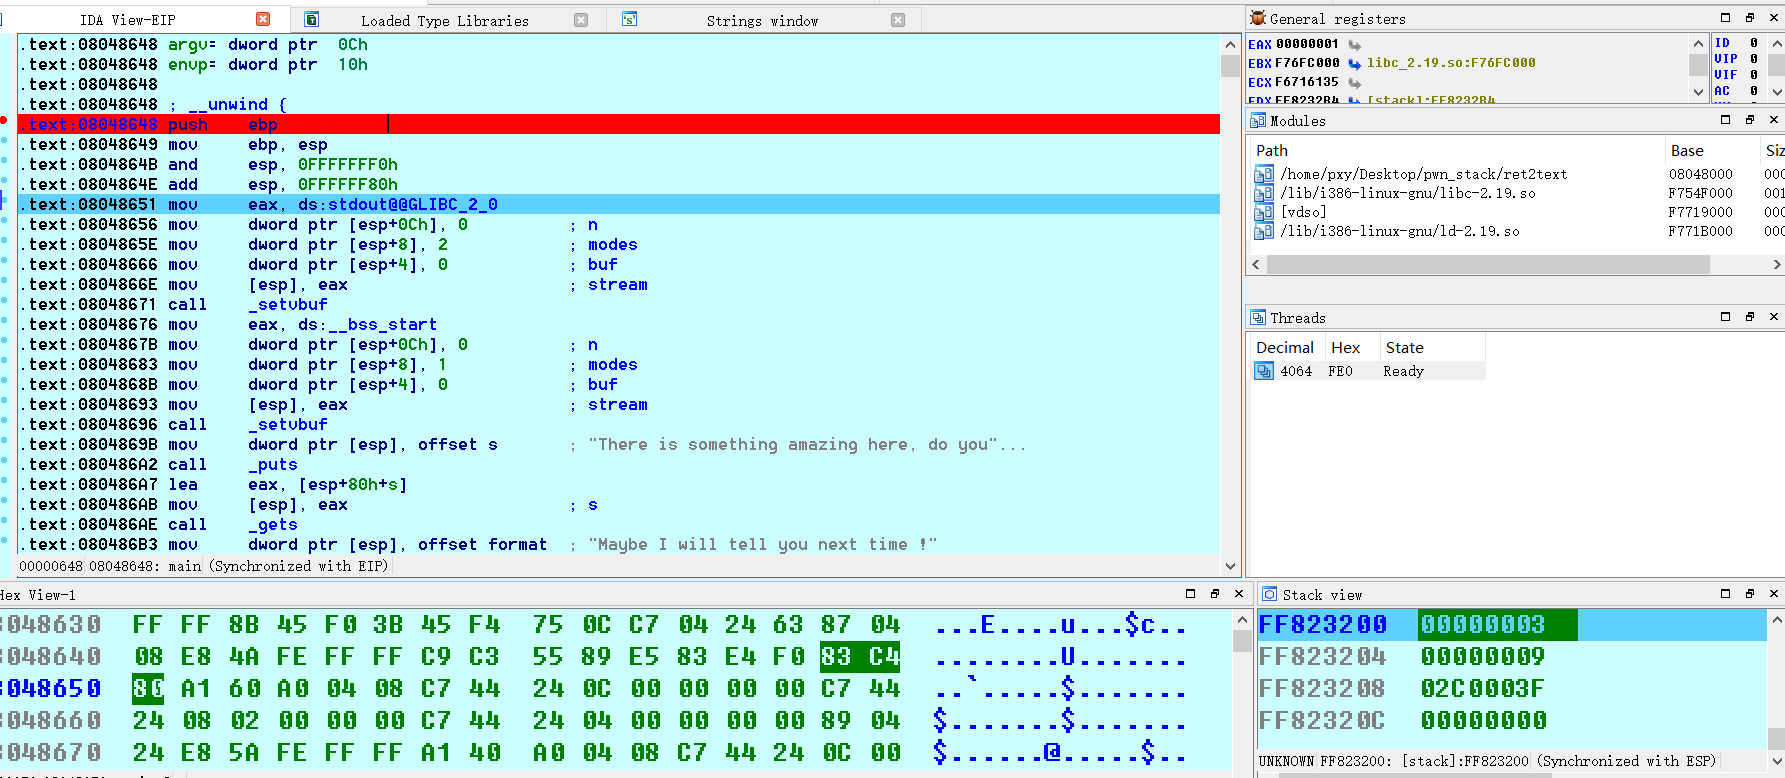 IDA View-EIP
Loaded Type Libraries
Strings window
.text:08048648 argv= dword ptr  0Ch
.text:08048648 envp= dword ptr  10h
.text:08048648
.text:08048648 ; __unwind {
.text:08048648 push    ebp
.text:08048649 mov     ebp, esp
.text:0804864B and     esp, 0FFFFFFF0h
.text:0804864E add     esp, 0FFFFFF80h
.text:08048651 mov     eax, ds:stdout@@GLIBC_2_0
.text:08048656 mov     dword ptr [esp+0Ch], 0          ; n
.text:0804865E mov     dword ptr [esp+8], 2            ; modes
.text:08048666 mov     dword ptr [esp+4], 0            ; buf
.text:0804866E mov     [esp], eax                      ; stream
.text:08048671 call    _setvbuf
.text:08048676 mov     eax, ds:__bss_start
.text:0804867B mov     dword ptr [esp+0Ch], 0          ; n
.text:08048683 mov     dword ptr [esp+8], 1            ; modes
.text:0804868B mov     dword ptr [esp+4], 0            ; buf
.text:08048693 mov     [esp], eax                      ; stream
.text:08048696 call    _setvbuf
.text:0804869B mov     dword ptr [esp], offset s       ; "There is something amazing here, do you"...
.text:080486A2 call    _puts
.text:080486A7 lea     eax, [esp+80h+s]
.text:080486AB mov     [esp], eax                      ; s
.text:080486AE call    _gets
.text:080486B3 mov     dword ptr [esp], offset format  ; "Maybe I will tell you next time !"
00000648 08048648: main (Synchronized with EIP)
General registers
EAX 00000001
EBX F76FC000 libc_2.19.so:F76FC000
ECX F6716135
EDX FF8232B4 [stack]:FF8232B4
ID 0
VIP 0
VIF 0
AC 0
Modules
Path Base Siz
/home/pxy/Desktop/pwn_stack/ret2text 08048000 000
/lib/i386-linux-gnu/libc-2.19.so F754F000 001
[vdso] F7719000 000
/lib/i386-linux-gnu/ld-2.19.so F771B000 000
Threads
Decimal Hex State
4064 FE0 Ready
Hex View-1
:048630 FF FF 8B 45 F0 3B 45 F4 75 0C C7 04 24 63 87 04 ...E....u...$c..
:048640 08 E8 4A FE FF FF C9 C3 55 89 E5 83 E4 F0 83 C4 ........U.......
:048650 80 A1 60 A0 04 08 C7 44 24 0C 00 00 00 00 C7 44 ..`.....$.......
:048660 24 08 02 00 00 00 C7 44 24 04 00 00 00 00 89 04 $.......$.......
:048670 24 E8 5A FE FF FF A1 40 A0 04 08 C7 44 24 0C 00 $......@.....$..
Stack view
FF823200 00000003
FF823204 00000009
FF823208 02C0003F
FF82320C 00000000
UNKNOWN FF823200: [stack]:FF823200 (Synchronized with ESP)